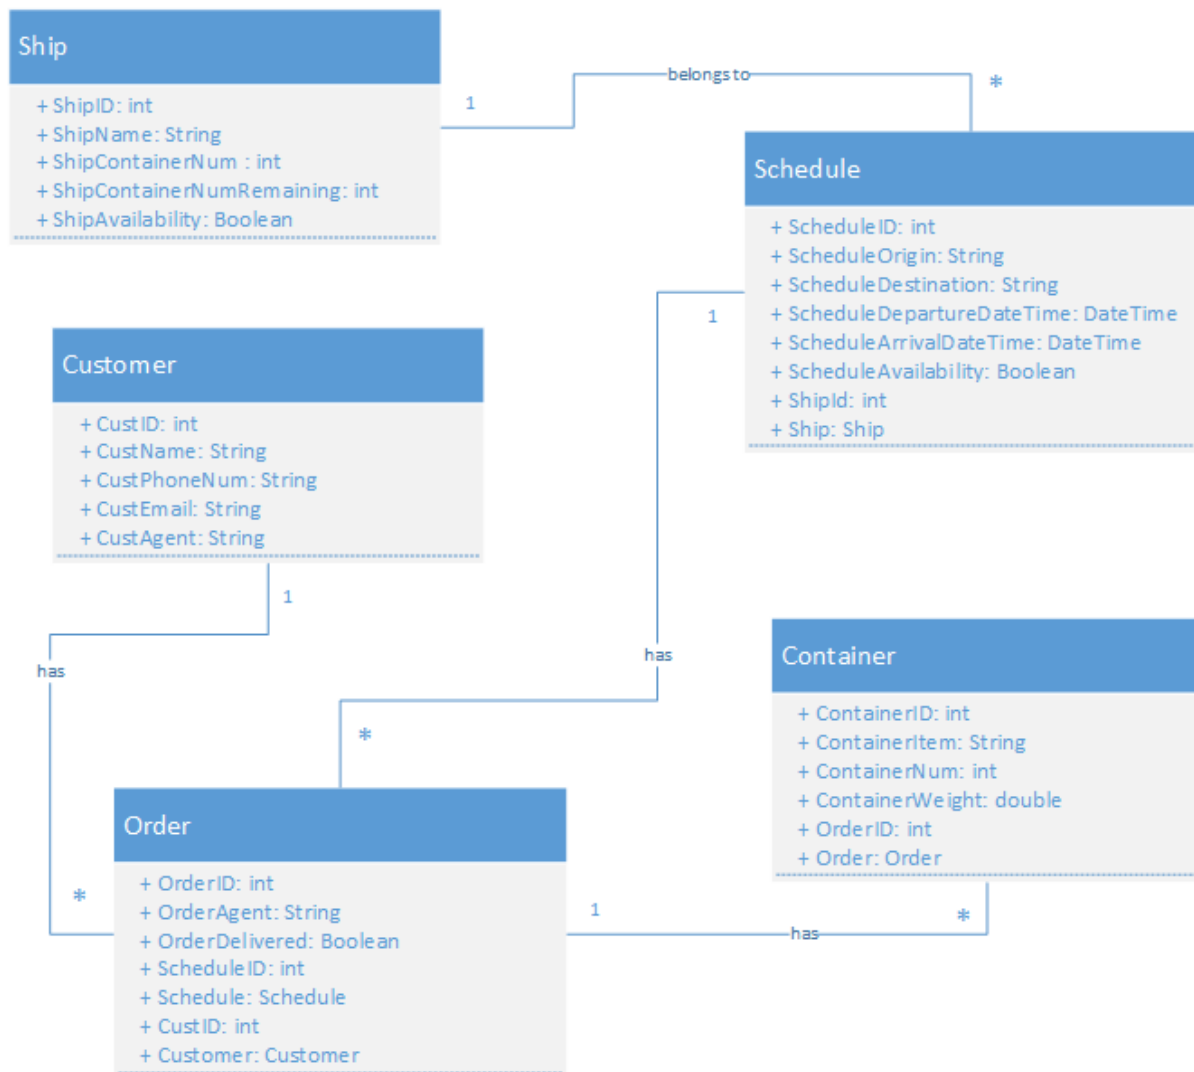 Ship
+ ShipID: int
+ ShipName: String
+ ShipContainerNum : int
+ ShipContainerNumRemaining: int
+ ShipAvailability: Boolean
1
belongs to
*
Schedule
+ ScheduleID: int
+ ScheduleOrigin: String
+ ScheduleDestination: String
+ ScheduleDepartureDateTime: DateTime
+ ScheduleArrivalDateTime: DateTime
+ ScheduleAvailability: Boolean
+ ShipId: int
+ Ship: Ship
1
has
*
Customer
+ CustID: int
+ CustName: String
+ CustPhoneNum: String
+ CustEmail: String
+ CustAgent: String
1
has
*
Container
+ ContainerID: int
+ ContainerItem: String
+ ContainerNum: int
+ ContainerWeight: double
+ OrderID: int
+ Order: Order
Order
+ OrderID: int
+ OrderAgent: String
+ OrderDelivered: Boolean
+ ScheduleID: int
+ Schedule: Schedule
+ CustID: int
+ Customer: Customer
1
has
*